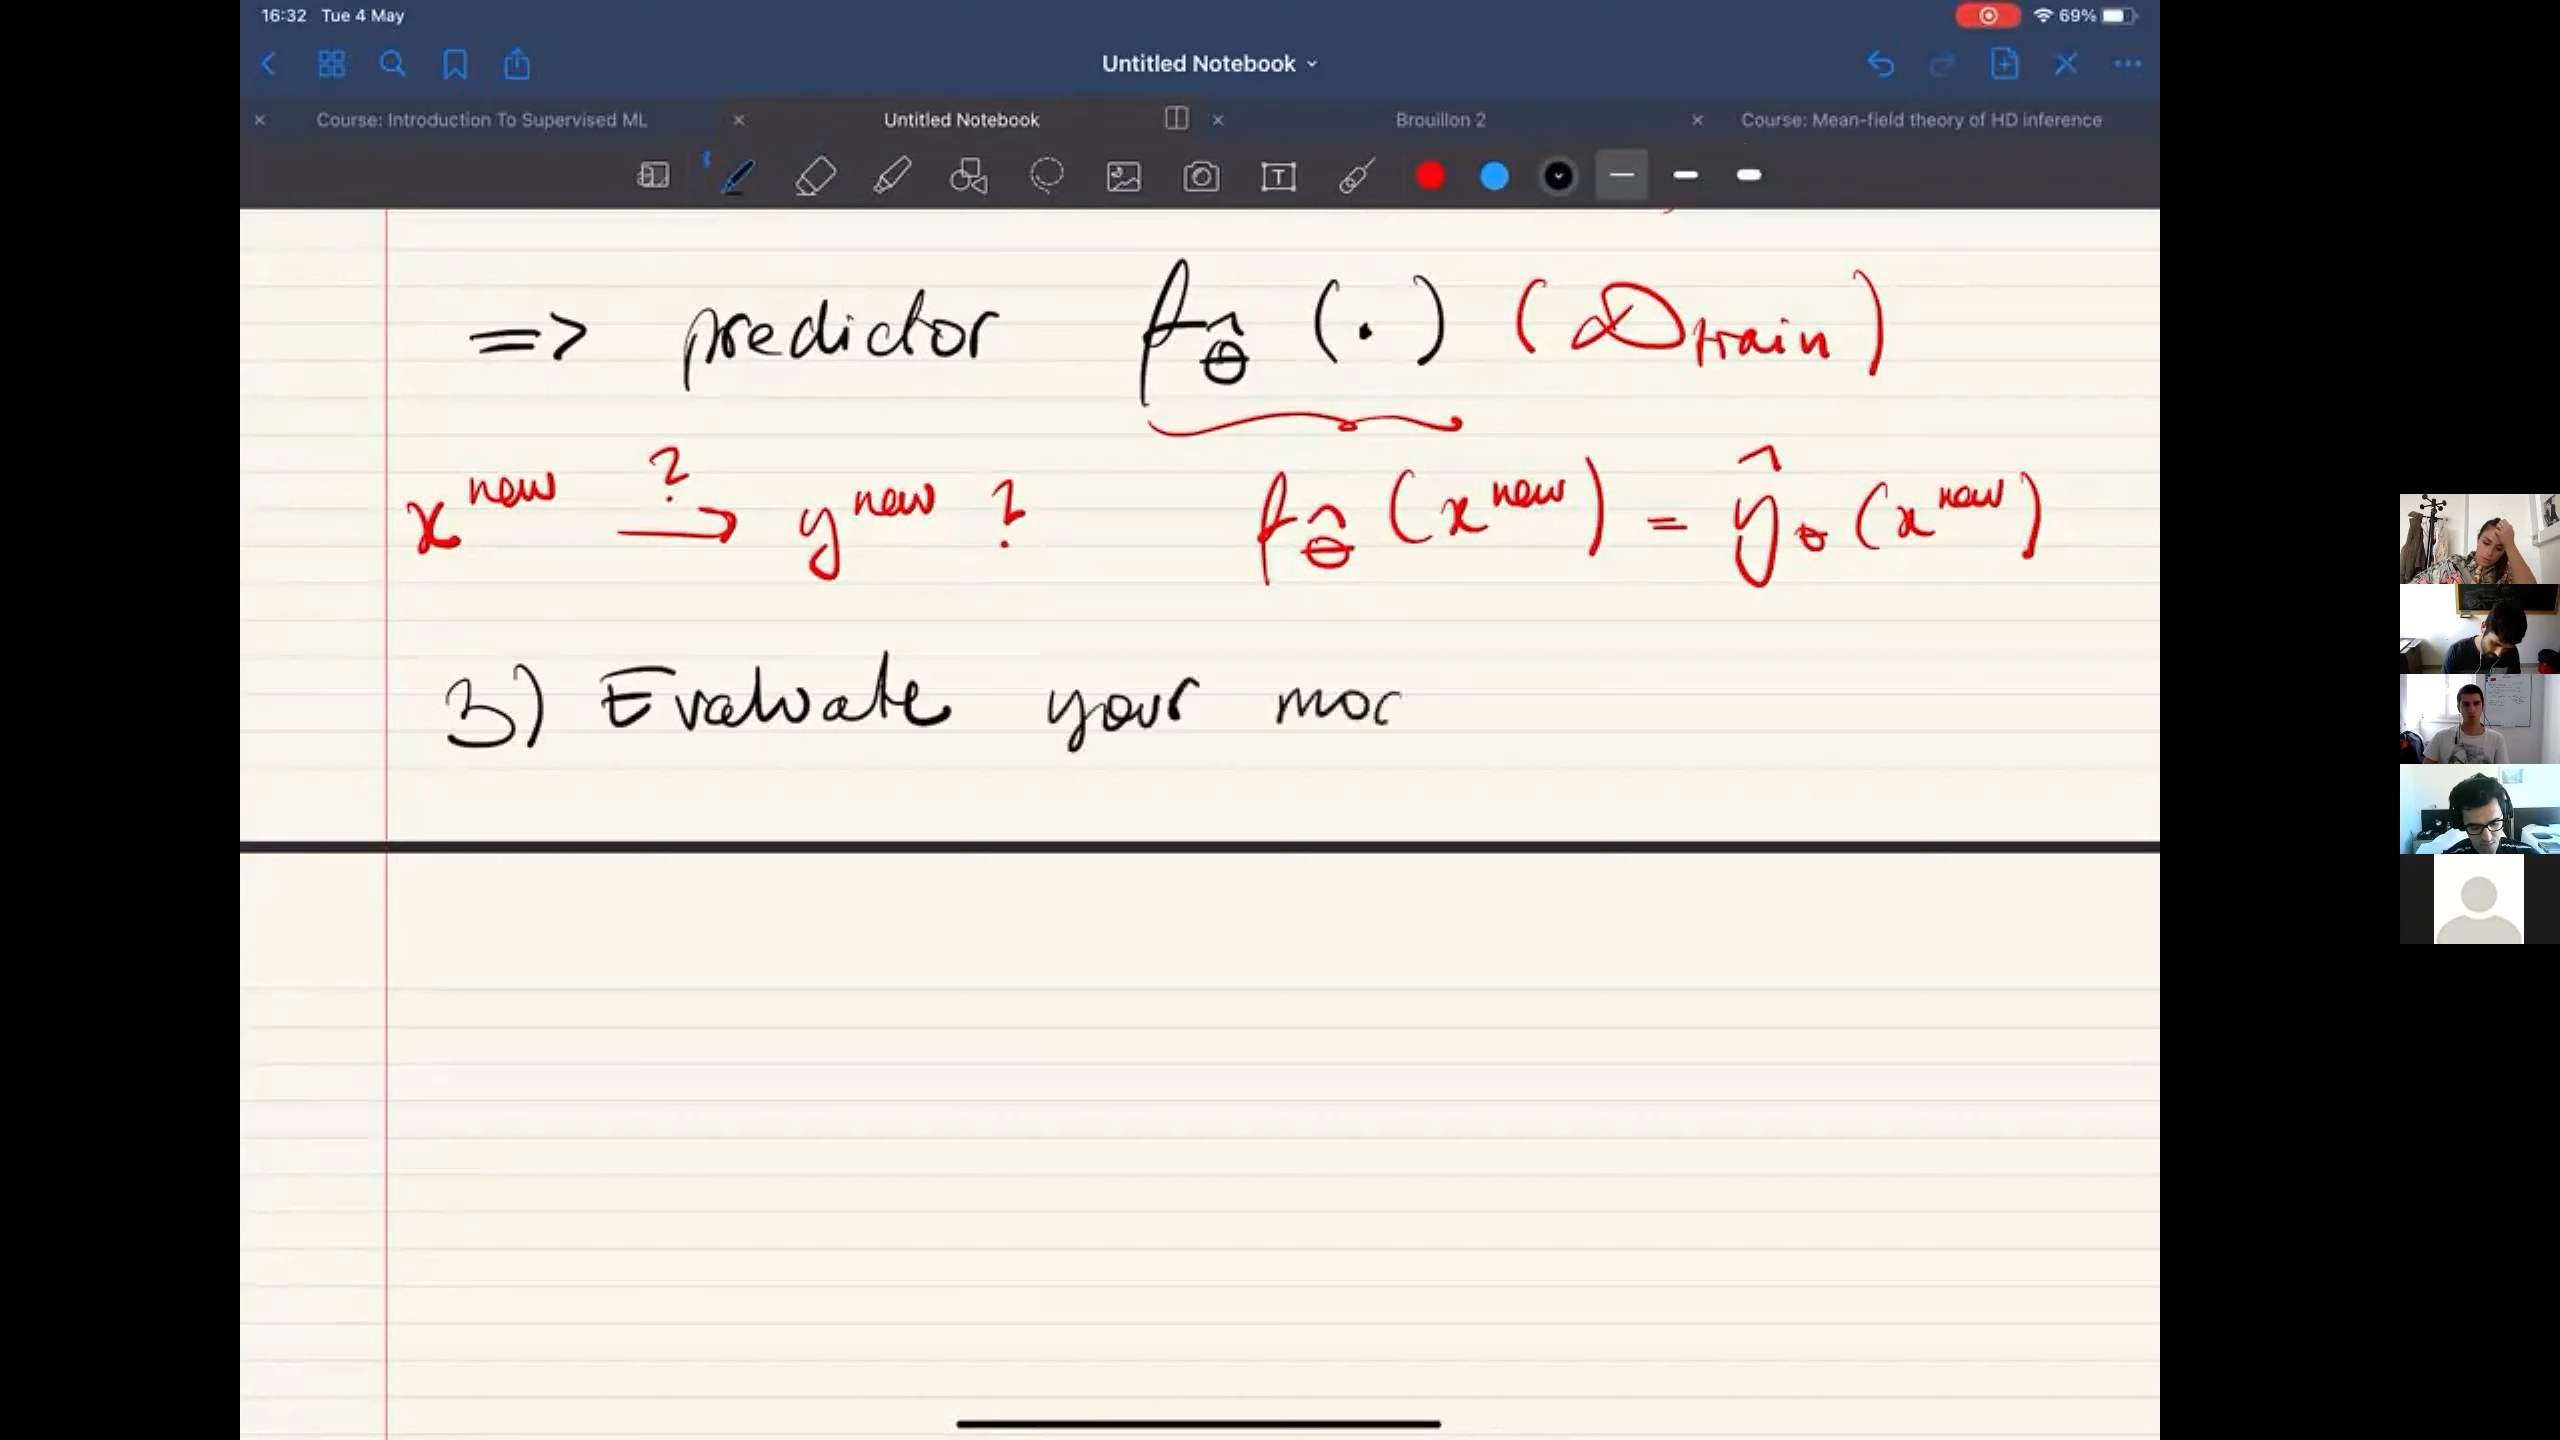 16:32 Tue 4 May 69%
Untitled Notebook
Course: Introduction To Supervised ML Untitled Notebook Brouillon 2 Course: Mean-field theory of HD inference
=> predictor f_θ̂ (·) (𝒟train)
x^new →^? y^new ? f_θ̂ (x^new) = ŷ_θ (x^new)
3) Evaluate your moc